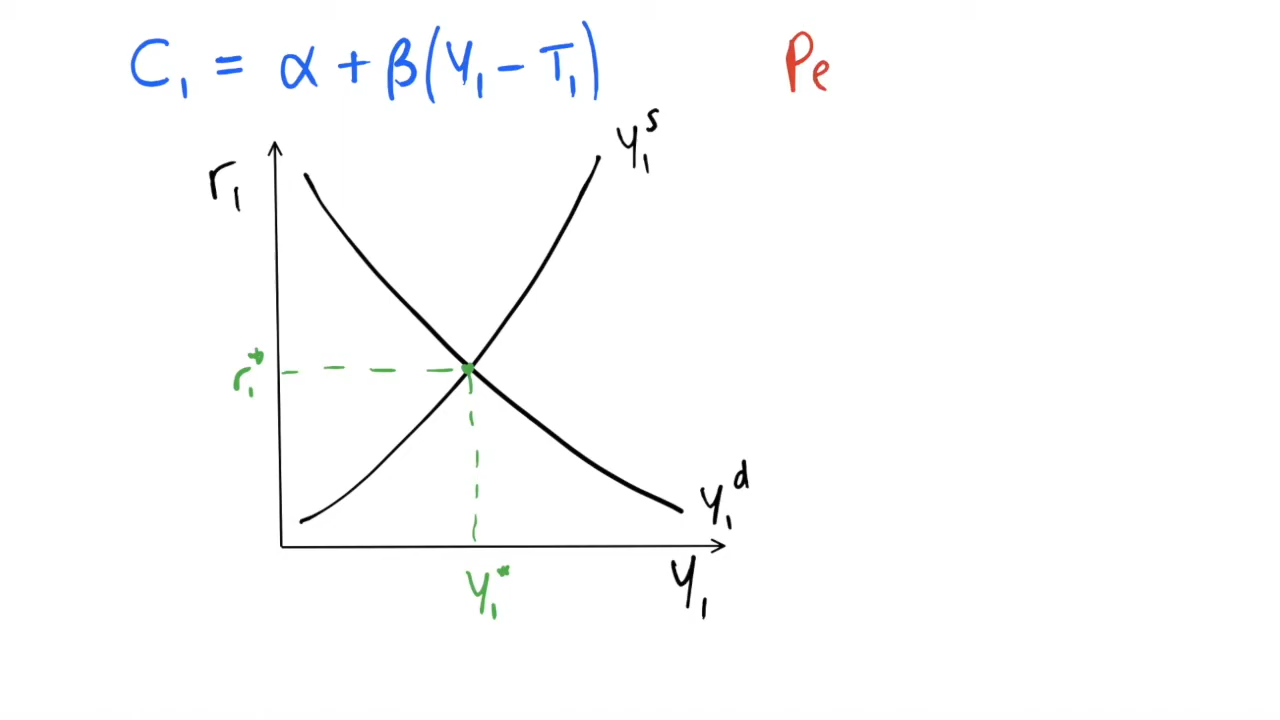 C₁ = α + β(Y₁ - T₁)
Pe
Y₁ˢ
r₁
r₁*
Y₁ᵈ
Y₁*
Y₁